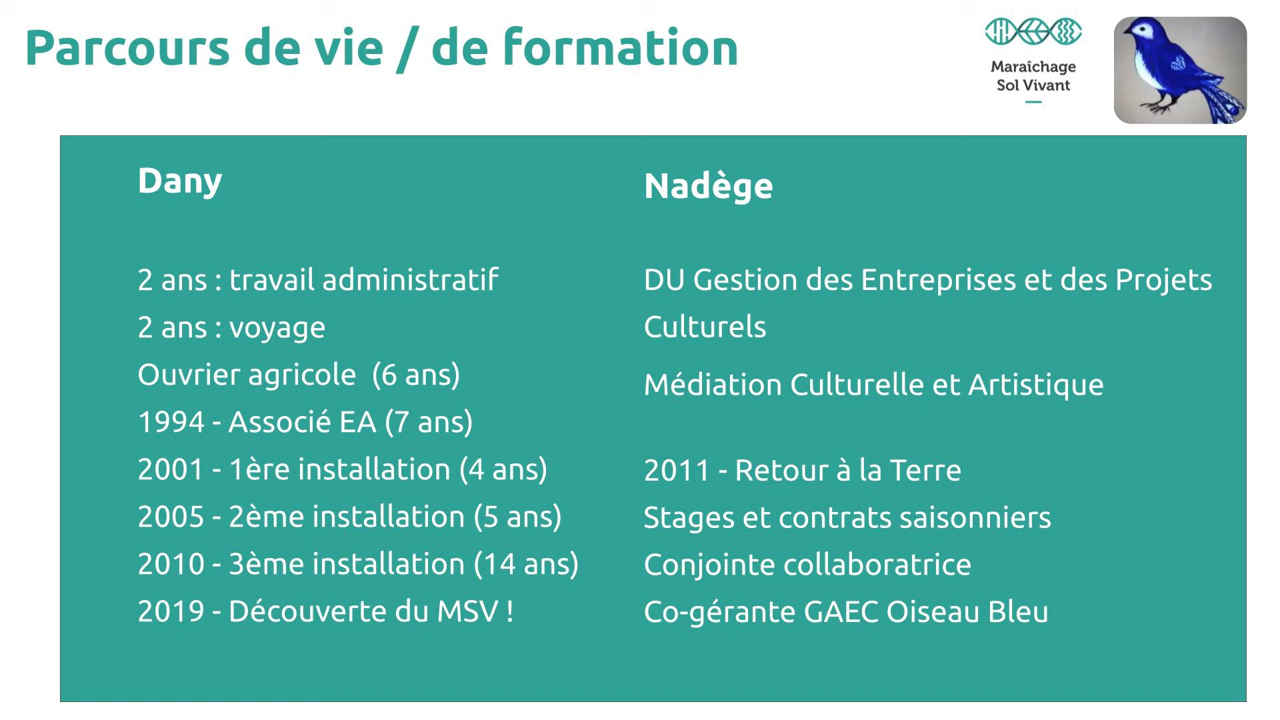 Parcours de vie / de formation
Maraîchage
Sol Vivant
Dany
2 ans : travail administratif
2 ans : voyage
Ouvrier agricole (6 ans)
1994 - Associé EA (7 ans)
2001 - 1ère installation (4 ans)
2005 - 2ème installation (5 ans)
2010 - 3ème installation (14 ans)
2019 - Découverte du MSV !
Nadège
DU Gestion des Entreprises et des Projets
Culturels
Médiation Culturelle et Artistique
2011 - Retour à la Terre
Stages et contrats saisonniers
Conjointe collaboratrice
Co-gérante GAEC Oiseau Bleu